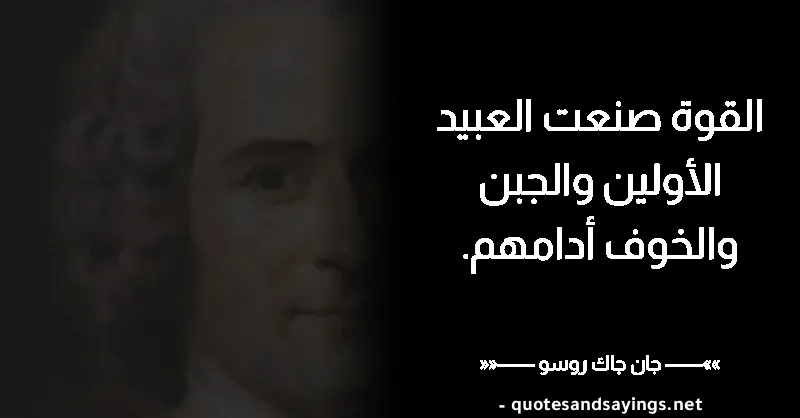 القوة صنعت العبيد
الأولين والجبن
والخوف أدامهم.
»»—— جان جاك روسو ——««
- quotesandsayings.net